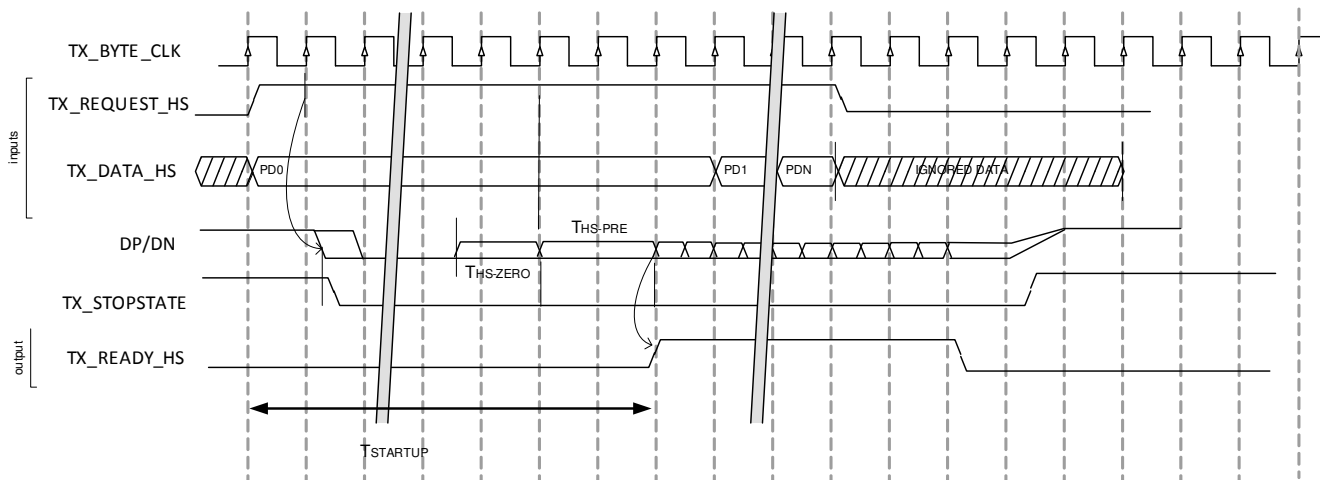 TX_BYTE_CLK
inputs
TX_REQUEST_HS
TX_DATA_HS
PD0
PD1
PDN
IGNORED DATA
DP/DN
THS-ZERO
THS-PRE
TX_STOPSTATE
output
TX_READY_HS
TSTARTUP